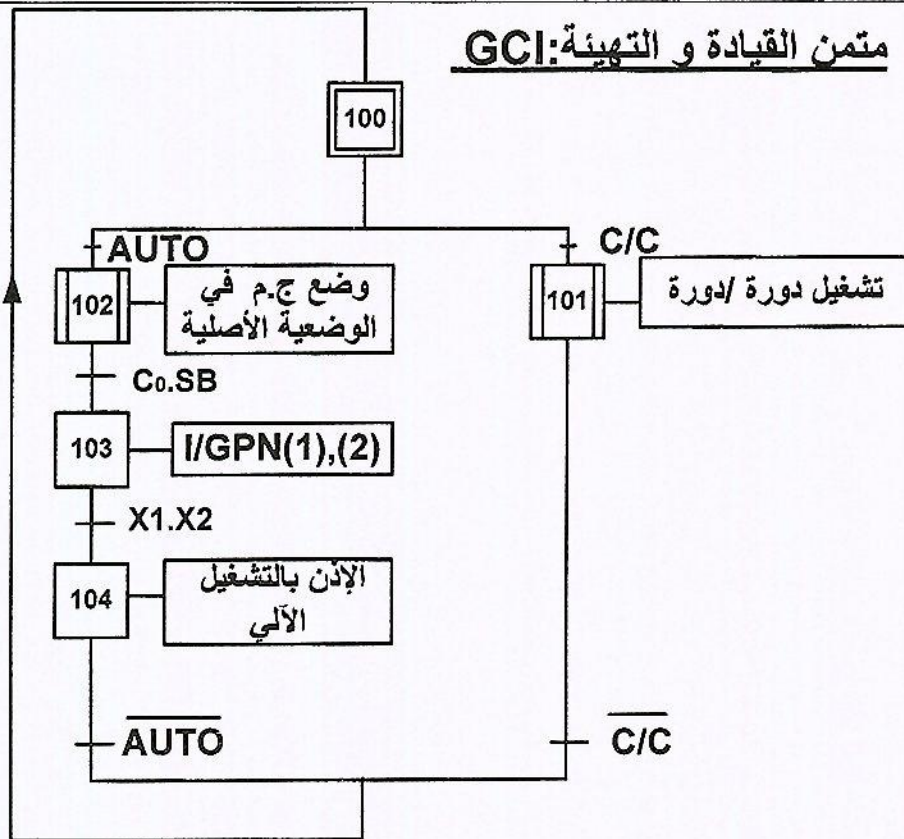 متمن القيادة و التهيئة:GCI
100
AUTO
C/C
102
وضع ج.م في
الوضعية الأصلية
101
تشغيل دورة /دورة
C₀.SB
103
I/GPN(1),(2)
X1.X2
104
الإذن بالتشغيل
الآلي
A̅U̅T̅O̅
C̅/̅C̅